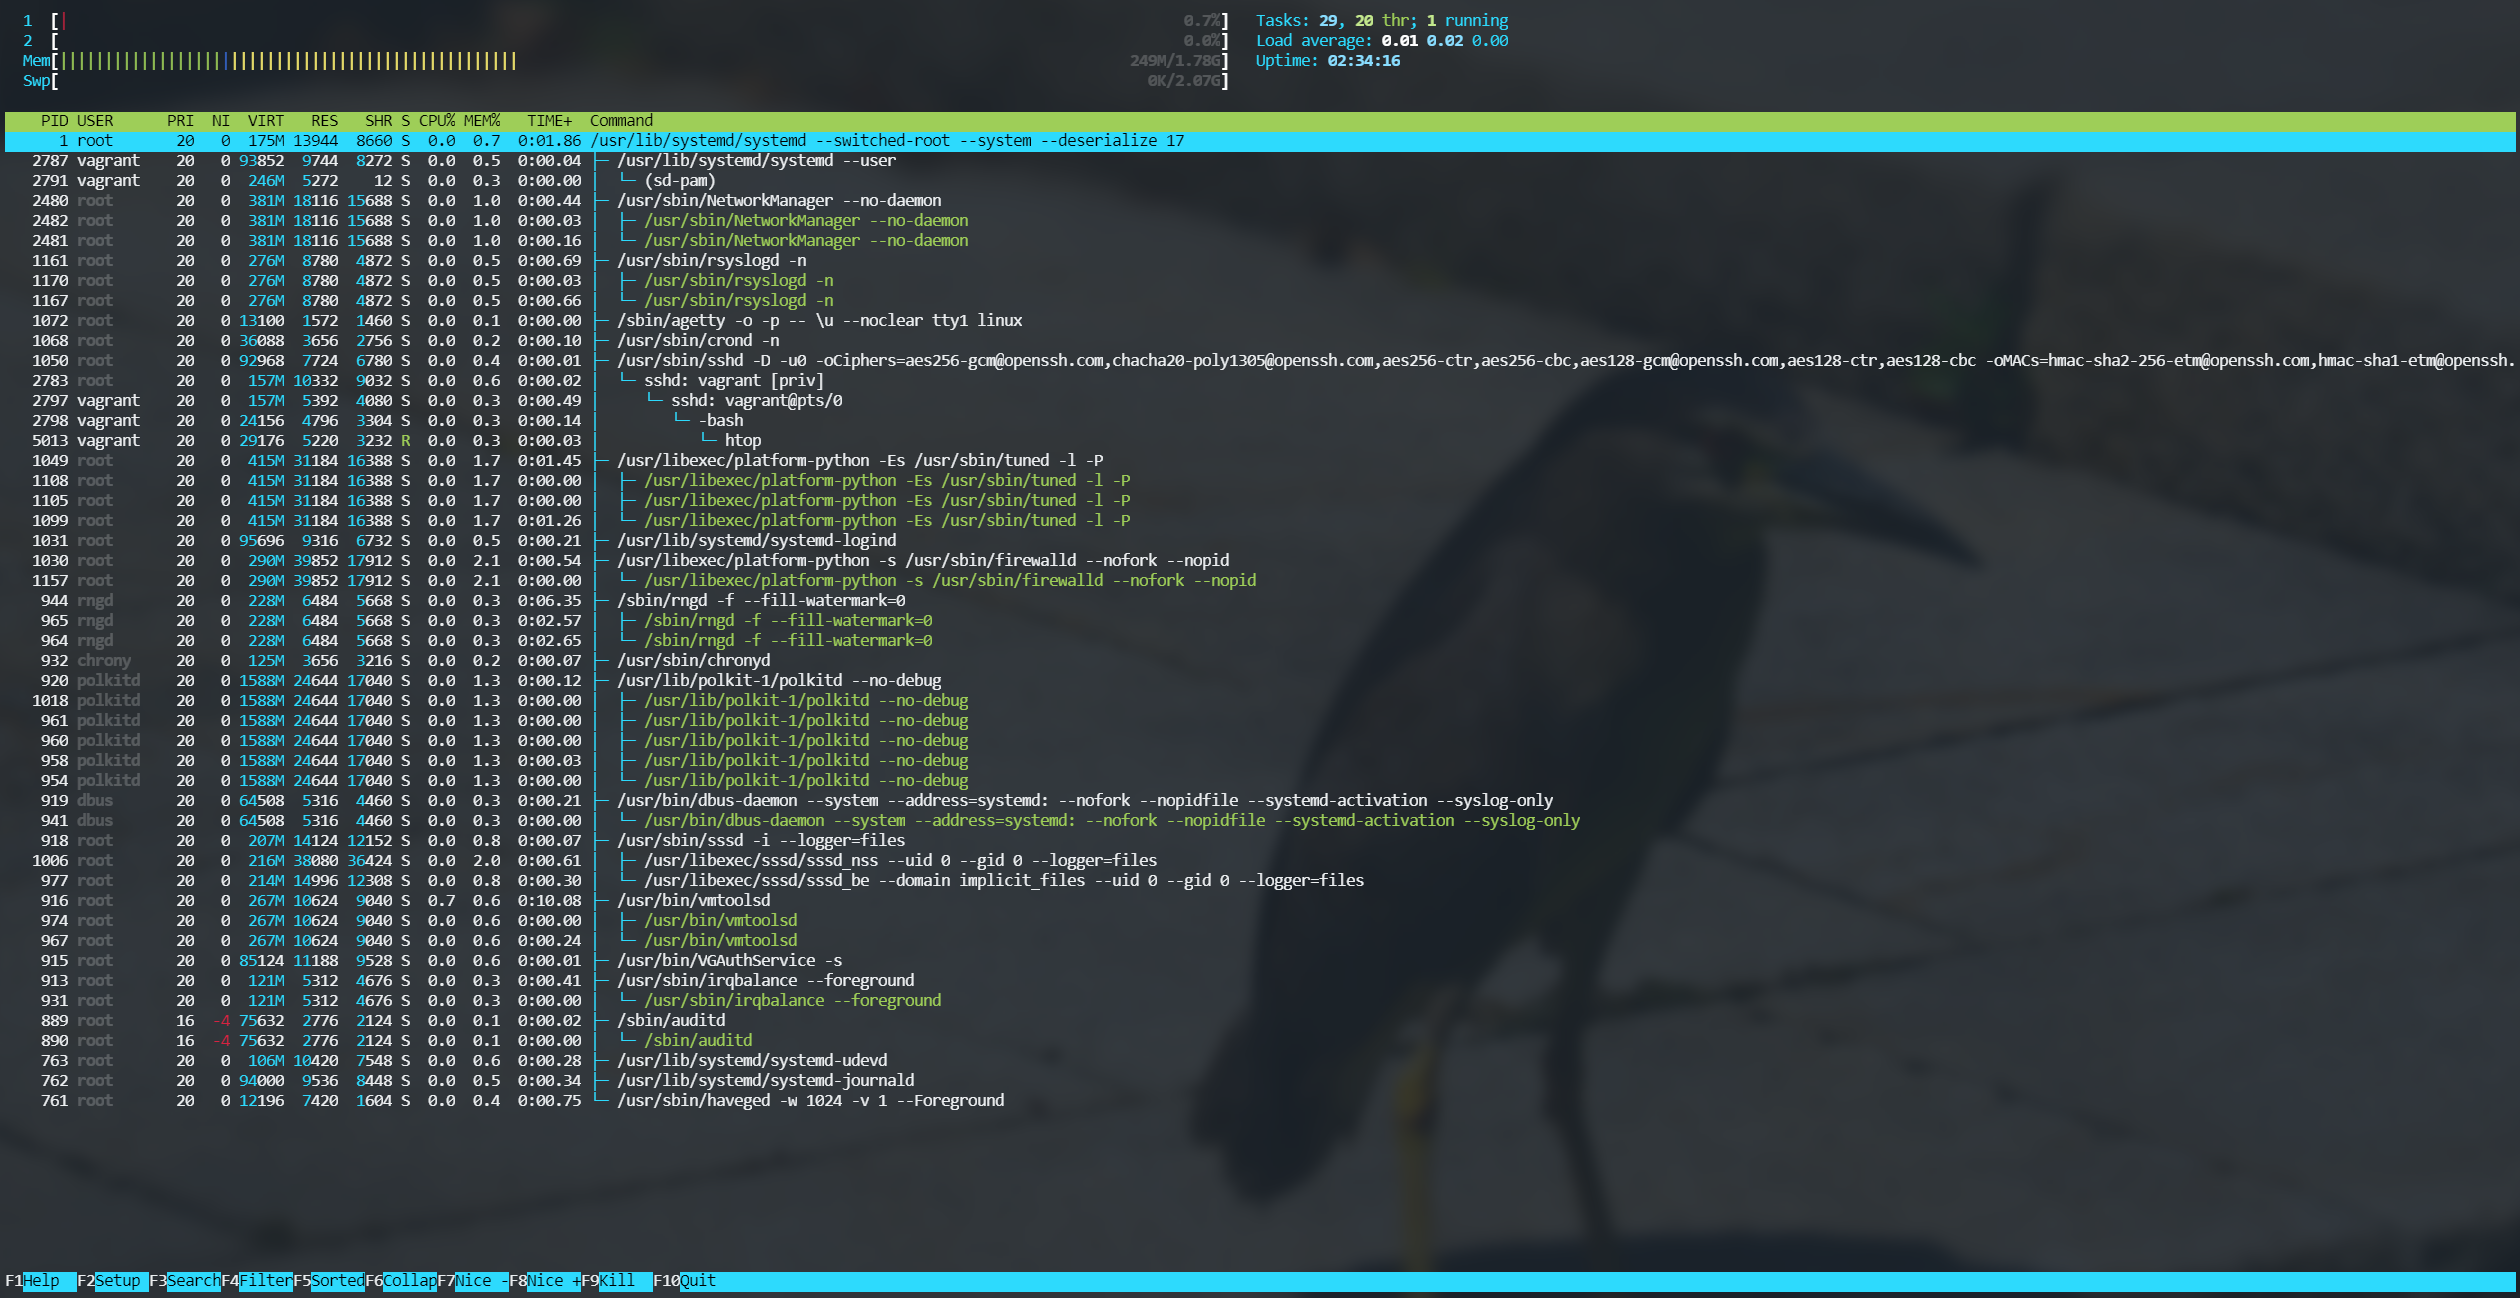 1 [| 0.7%] Tasks: 29, 20 thr; 1 running
2 [ 0.0%] Load average: 0.01 0.02 0.00
Mem[||||||||||||||||||||||||||||||||||||||||||||||||||| 249M/1.78G] Uptime: 02:34:16
Swp[ 0K/2.07G]
PID USER PRI NI VIRT RES SHR S CPU% MEM% TIME+ Command
1 root 20 0 175M 13944 8660 S 0.0 0.7 0:01.86 /usr/lib/systemd/systemd --switched-root --system --deserialize 17
2787 vagrant 20 0 93852 9744 8272 S 0.0 0.5 0:00.04 ├─ /usr/lib/systemd/systemd --user
2791 vagrant 20 0 246M 5272 12 S 0.0 0.3 0:00.00 │  └─ (sd-pam)
2480 root 20 0 381M 18116 15688 S 0.0 1.0 0:00.44 ├─ /usr/sbin/NetworkManager --no-daemon
2482 root 20 0 381M 18116 15688 S 0.0 1.0 0:00.03 │  ├─ /usr/sbin/NetworkManager --no-daemon
2481 root 20 0 381M 18116 15688 S 0.0 1.0 0:00.16 │  └─ /usr/sbin/NetworkManager --no-daemon
1161 root 20 0 276M 8780 4872 S 0.0 0.5 0:00.69 ├─ /usr/sbin/rsyslogd -n
1170 root 20 0 276M 8780 4872 S 0.0 0.5 0:00.03 │  ├─ /usr/sbin/rsyslogd -n
1167 root 20 0 276M 8780 4872 S 0.0 0.5 0:00.66 │  └─ /usr/sbin/rsyslogd -n
1072 root 20 0 13100 1572 1460 S 0.0 0.1 0:00.00 ├─ /sbin/agetty -o -p -- \u --noclear tty1 linux
1068 root 20 0 36088 3656 2756 S 0.0 0.2 0:00.10 ├─ /usr/sbin/crond -n
1050 root 20 0 92968 7724 6780 S 0.0 0.4 0:00.01 ├─ /usr/sbin/sshd -D -u0 -oCiphers=aes256-gcm@openssh.com,chacha20-poly1305@openssh.com,aes256-ctr,aes256-cbc,aes128-gcm@openssh.com,aes128-ctr,aes128-cbc -oMACs=hmac-sha2-256-etm@openssh.com,hmac-sha1-etm@openssh.
2783 root 20 0 157M 10332 9032 S 0.0 0.6 0:00.02 │  └─ sshd: vagrant [priv]
2797 vagrant 20 0 157M 5392 4080 S 0.0 0.3 0:00.49 │     └─ sshd: vagrant@pts/0
2798 vagrant 20 0 24156 4796 3304 S 0.0 0.3 0:00.14 │        └─ -bash
5013 vagrant 20 0 29176 5220 3232 R 0.0 0.3 0:00.03 │           └─ htop
1049 root 20 0 415M 31184 16388 S 0.0 1.7 0:01.45 ├─ /usr/libexec/platform-python -Es /usr/sbin/tuned -l -P
1108 root 20 0 415M 31184 16388 S 0.0 1.7 0:00.00 │  ├─ /usr/libexec/platform-python -Es /usr/sbin/tuned -l -P
1105 root 20 0 415M 31184 16388 S 0.0 1.7 0:00.00 │  ├─ /usr/libexec/platform-python -Es /usr/sbin/tuned -l -P
1099 root 20 0 415M 31184 16388 S 0.0 1.7 0:01.26 │  └─ /usr/libexec/platform-python -Es /usr/sbin/tuned -l -P
1031 root 20 0 95696 9316 6732 S 0.0 0.5 0:00.21 ├─ /usr/lib/systemd/systemd-logind
1030 root 20 0 290M 39852 17912 S 0.0 2.1 0:00.54 ├─ /usr/libexec/platform-python -s /usr/sbin/firewalld --nofork --nopid
1157 root 20 0 290M 39852 17912 S 0.0 2.1 0:00.00 │  └─ /usr/libexec/platform-python -s /usr/sbin/firewalld --nofork --nopid
944 rngd 20 0 228M 6484 5668 S 0.0 0.3 0:06.35 ├─ /sbin/rngd -f --fill-watermark=0
965 rngd 20 0 228M 6484 5668 S 0.0 0.3 0:02.57 │  ├─ /sbin/rngd -f --fill-watermark=0
964 rngd 20 0 228M 6484 5668 S 0.0 0.3 0:02.65 │  └─ /sbin/rngd -f --fill-watermark=0
932 chrony 20 0 125M 3656 3216 S 0.0 0.2 0:00.07 ├─ /usr/sbin/chronyd
920 polkitd 20 0 1588M 24644 17040 S 0.0 1.3 0:00.12 ├─ /usr/lib/polkit-1/polkitd --no-debug
1018 polkitd 20 0 1588M 24644 17040 S 0.0 1.3 0:00.00 │  ├─ /usr/lib/polkit-1/polkitd --no-debug
961 polkitd 20 0 1588M 24644 17040 S 0.0 1.3 0:00.00 │  ├─ /usr/lib/polkit-1/polkitd --no-debug
960 polkitd 20 0 1588M 24644 17040 S 0.0 1.3 0:00.00 │  ├─ /usr/lib/polkit-1/polkitd --no-debug
958 polkitd 20 0 1588M 24644 17040 S 0.0 1.3 0:00.03 │  ├─ /usr/lib/polkit-1/polkitd --no-debug
954 polkitd 20 0 1588M 24644 17040 S 0.0 1.3 0:00.00 │  └─ /usr/lib/polkit-1/polkitd --no-debug
919 dbus 20 0 64508 5316 4460 S 0.0 0.3 0:00.21 ├─ /usr/bin/dbus-daemon --system --address=systemd: --nofork --nopidfile --systemd-activation --syslog-only
941 dbus 20 0 64508 5316 4460 S 0.0 0.3 0:00.00 │  └─ /usr/bin/dbus-daemon --system --address=systemd: --nofork --nopidfile --systemd-activation --syslog-only
918 root 20 0 207M 14124 12152 S 0.0 0.8 0:00.07 ├─ /usr/sbin/sssd -i --logger=files
1006 root 20 0 216M 38080 36424 S 0.0 2.0 0:00.61 │  ├─ /usr/libexec/sssd/sssd_nss --uid 0 --gid 0 --logger=files
977 root 20 0 214M 14996 12308 S 0.0 0.8 0:00.30 │  └─ /usr/libexec/sssd/sssd_be --domain implicit_files --uid 0 --gid 0 --logger=files
916 root 20 0 267M 10624 9040 S 0.7 0.6 0:10.08 ├─ /usr/bin/vmtoolsd
974 root 20 0 267M 10624 9040 S 0.0 0.6 0:00.00 │  ├─ /usr/bin/vmtoolsd
967 root 20 0 267M 10624 9040 S 0.0 0.6 0:00.24 │  └─ /usr/bin/vmtoolsd
915 root 20 0 85124 11188 9528 S 0.0 0.6 0:00.01 ├─ /usr/bin/VGAuthService -s
913 root 20 0 121M 5312 4676 S 0.0 0.3 0:00.41 ├─ /usr/sbin/irqbalance --foreground
931 root 20 0 121M 5312 4676 S 0.0 0.3 0:00.00 │  └─ /usr/sbin/irqbalance --foreground
889 root 16 -4 75632 2776 2124 S 0.0 0.1 0:00.02 ├─ /sbin/auditd
890 root 16 -4 75632 2776 2124 S 0.0 0.1 0:00.00 │  └─ /sbin/auditd
763 root 20 0 106M 10420 7548 S 0.0 0.6 0:00.28 ├─ /usr/lib/systemd/systemd-udevd
762 root 20 0 94000 9536 8448 S 0.0 0.5 0:00.34 ├─ /usr/lib/systemd/systemd-journald
761 root 20 0 12196 7420 1604 S 0.0 0.4 0:00.75 └─ /usr/sbin/haveged -w 1024 -v 1 --Foreground
F1Help F2Setup F3SearchF4FilterF5SortedF6CollapF7Nice -F8Nice +F9Kill F10Quit